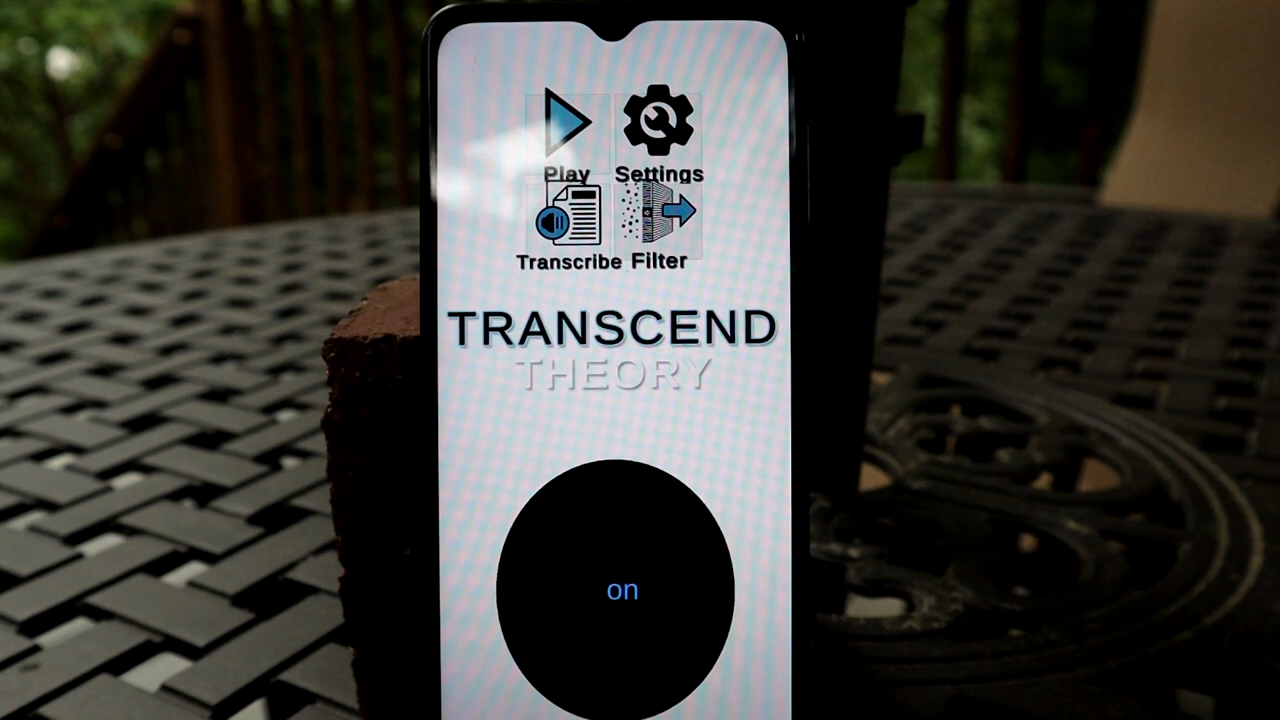 Play Settings
Transcribe Filter
TRANSCEND
THEORY
on